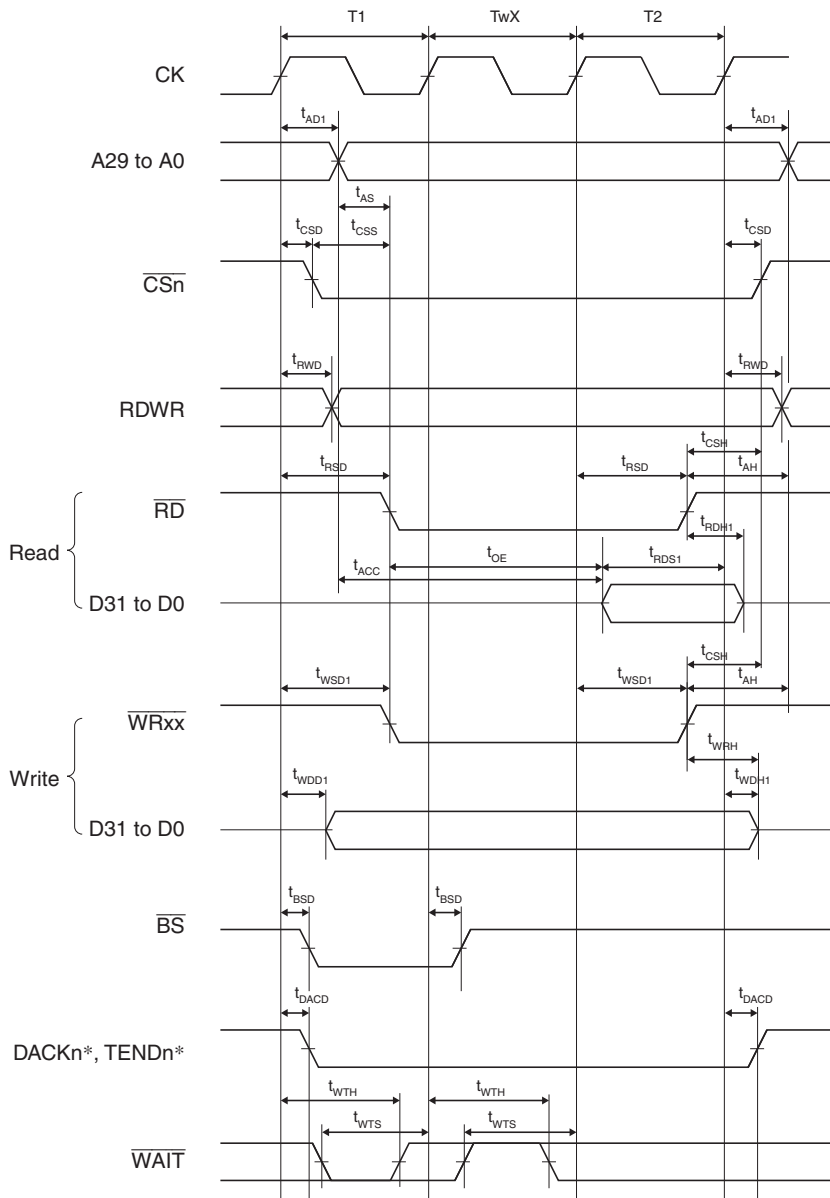 T1 TwX T2
CK
tAD1 tAD1
A29 to A0
tAS
tCSD tCSS tCSD
CSn
tRWD tRWD
RDWR
tCSH
tRSD tRSD tAH
RD
tRDH1
Read
tOE tRDS1
tACC
D31 to D0
tCSH
tWSD1 tWSD1 tAH
WRxx
tWRH
Write
tWDD1 tWDH1
D31 to D0
tBSD tBSD
BS
tDACD tDACD
DACKn*, TENDn*
tWTH tWTH
tWTS tWTS
WAIT